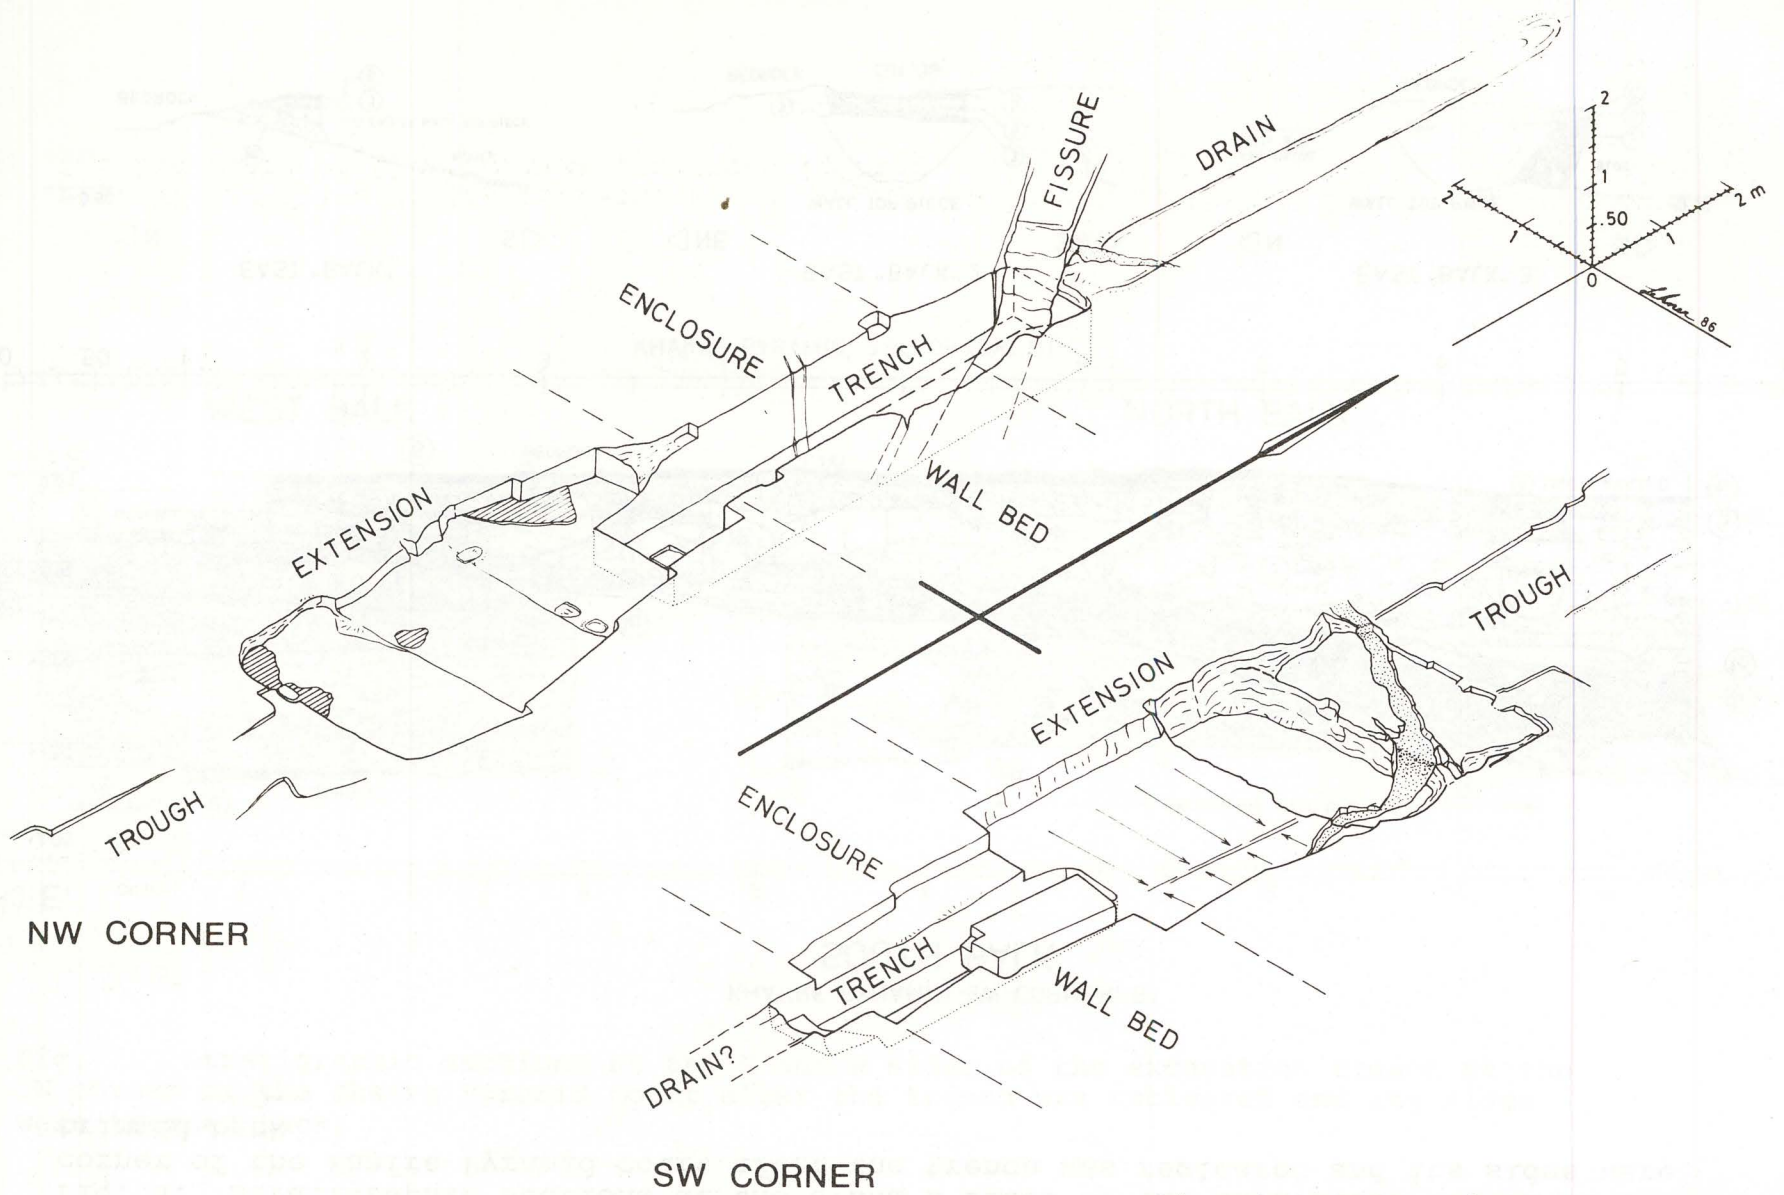 FISSURE
DRAIN
2
1
.50
0
2
1
1
2 m
Lehner 86
ENCLOSURE
TRENCH
WALL BED
EXTENSION
TROUGH
NW CORNER
TROUGH
EXTENSION
ENCLOSURE
TRENCH
WALL BED
DRAIN?
SW CORNER